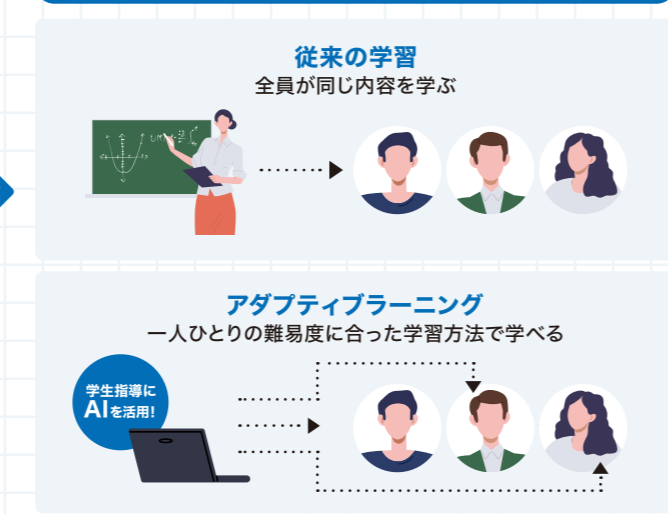 従来の学習
全員が同じ内容を学ぶ
アダプティブラーニング
一人ひとりの難易度に合った学習方法で学べる
学生指導に
AIを活用!